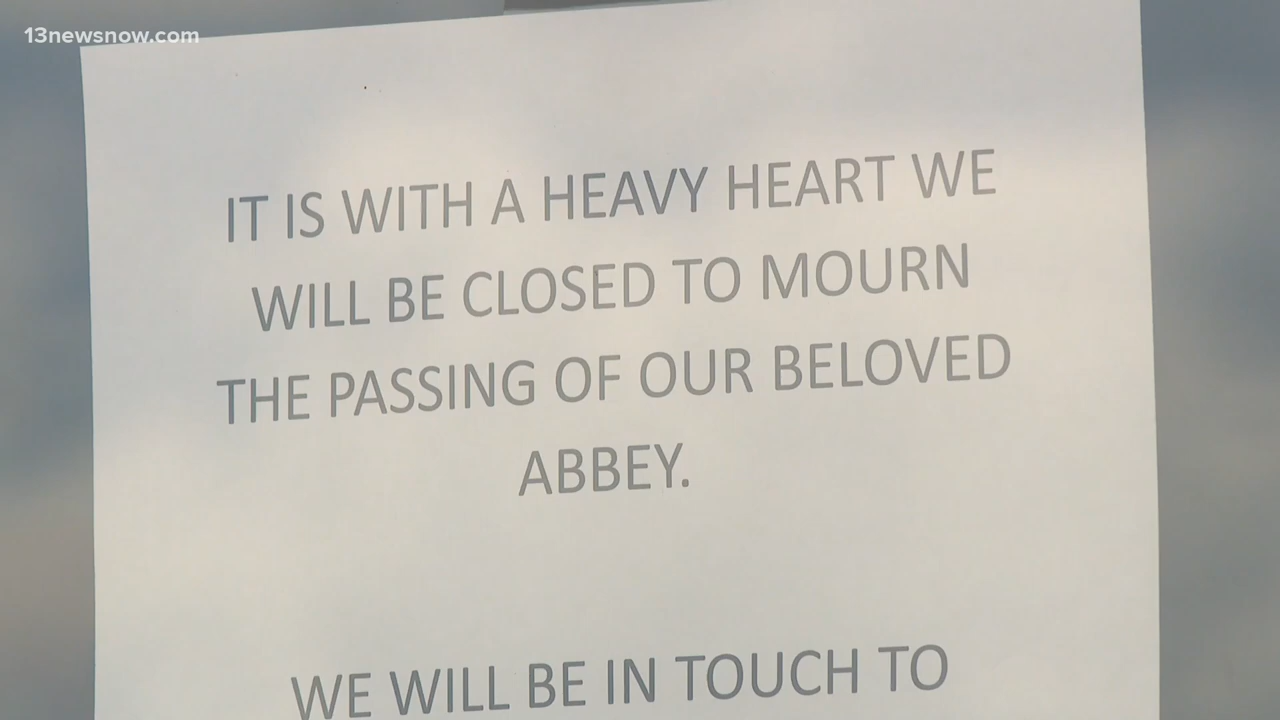 13newsnow.com
IT IS WITH A HEAVY HEART WE
WILL BE CLOSED TO MOURN
THE PASSING OF OUR BELOVED
ABBEY.
WE WILL BE IN TOUCH TO